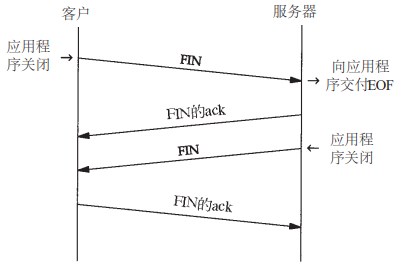 客户
服务器
应用程
序关闭
→
FIN
→
向应用程
序交付EOF
FIN的ack
FIN
←
应用程
序关闭
FIN的ack